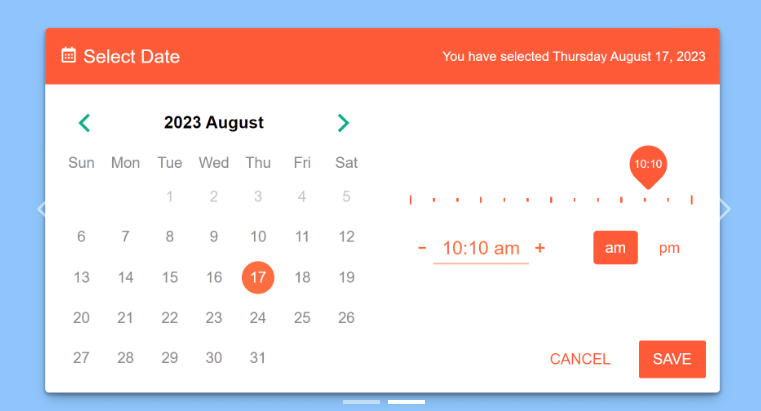 Select Date
You have selected Thursday August 17, 2023
2023 August
Sun Mon Tue Wed Thu Fri Sat
1 2 3 4 5
6 7 8 9 10 11 12
13 14 15 16 17 18 19
20 21 22 23 24 25 26
27 28 29 30 31
10:10
- 10:10 am +
am pm
CANCEL SAVE